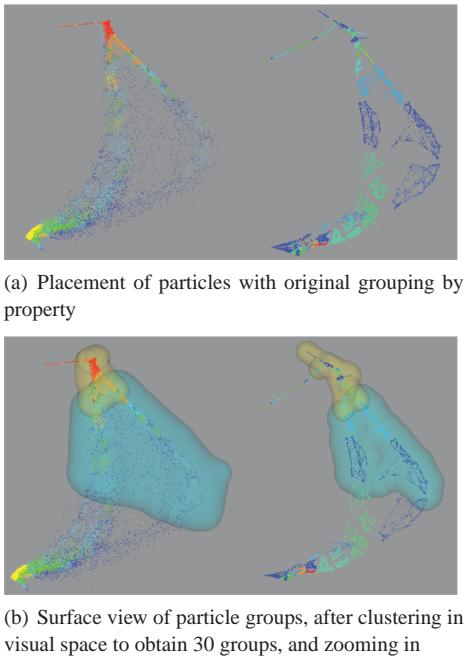 (a) Placement of particles with original grouping by
property
(b) Surface view of particle groups, after clustering in
visual space to obtain 30 groups, and zooming in